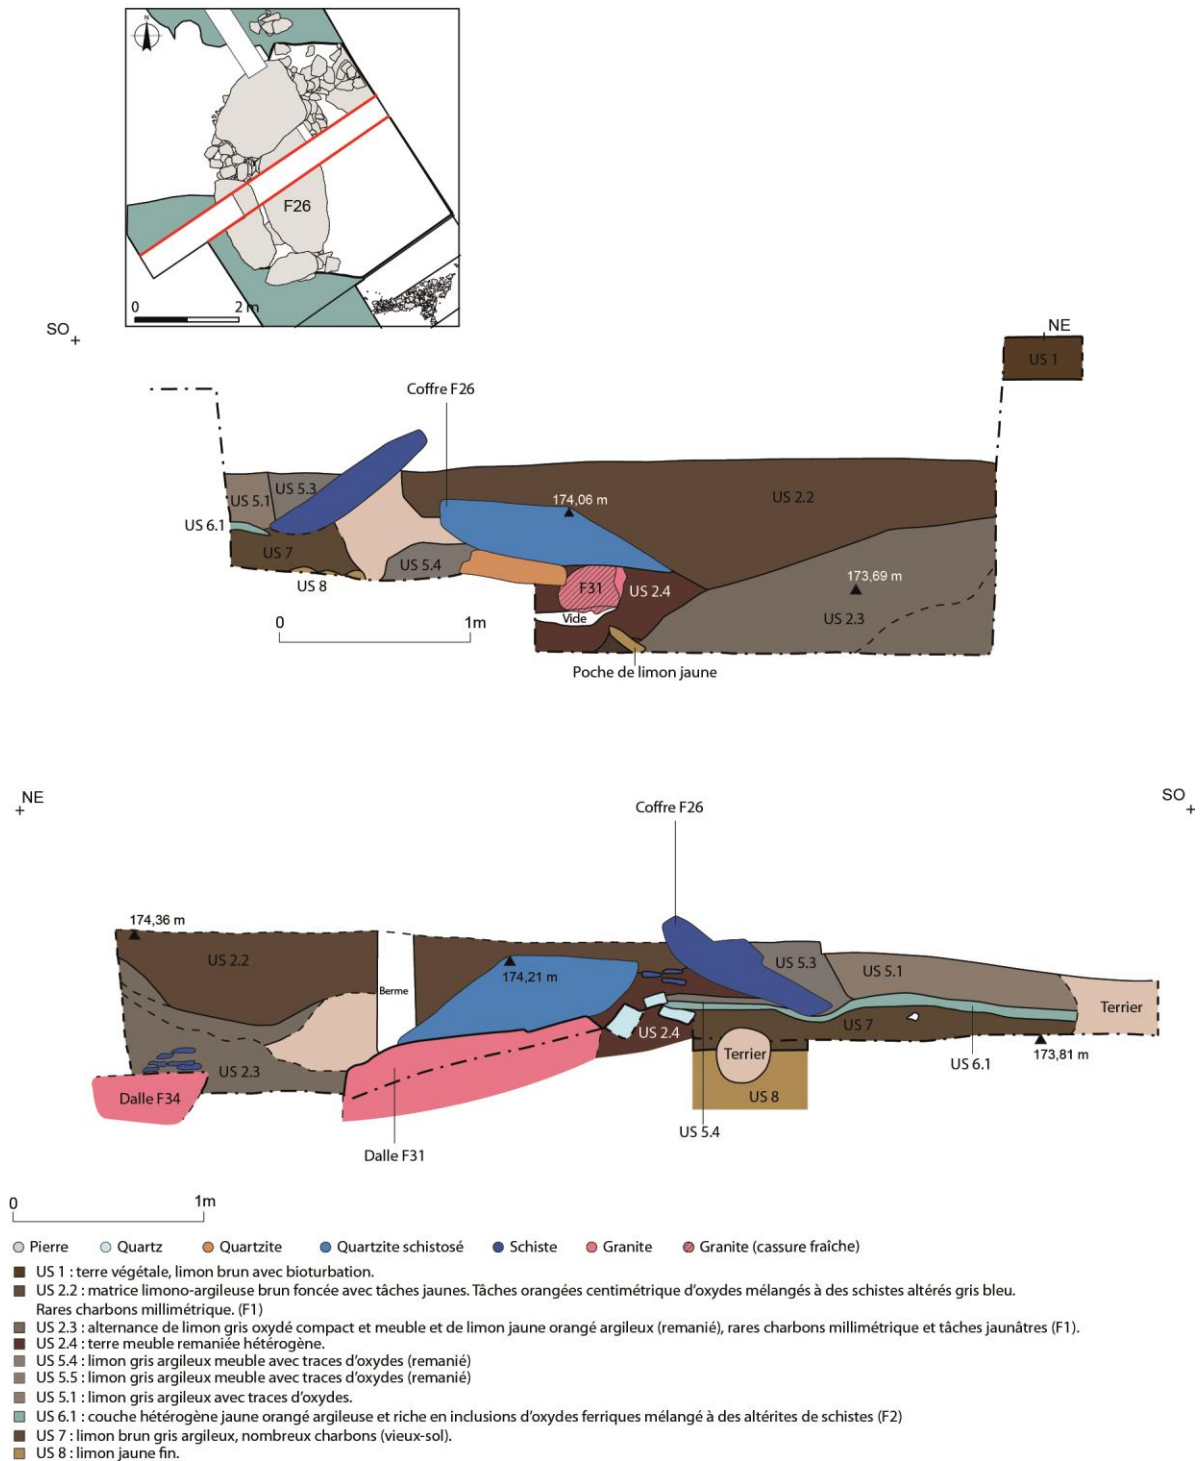 N
F26
0 2 m
SO
NE
US 1
Coffre F26
US 5.1
US 5.3
US 2.2
174,06 m
US 6.1
US 7
US 5.4
US 8
F31
US 2.4
173,69 m
US 2.3
Vide
0 1m
Poche de limon jaune
NE
SO
Coffre F26
174,36 m
US 2.2
Berme
174,21 m
US 5.3
US 5.1
Terrier
US 2.4
US 7
Terrier
US 6.1
173,81 m
US 2.3
US 8
Dalle F34
US 5.4
Dalle F31
0 1m
Pierre Quartz Quartzite Quartzite schistosé Schiste Granite Granite (cassure fraîche)
US 1 : terre végétale, limon brun avec bioturbation.
US 2.2 : matrice limono-argileuse brun foncée avec tâches jaunes. Tâches orangées centimétrique d'oxydes mélangés à des schistes altérés gris bleu.
Rares charbons millimétrique. (F1)
US 2.3 : alternance de limon gris oxydé compact et meuble et de limon jaune orangé argileux (remanié), rares charbons millimétrique et tâches jaunâtres (F1).
US 2.4 : terre meuble remaniée hétérogène.
US 5.4 : limon gris argileux meuble avec traces d'oxydes (remanié)
US 5.5 : limon gris argileux meuble avec traces d'oxydes (remanié)
US 5.1 : limon gris argileux avec traces d'oxydes.
US 6.1 : couche hétérogène jaune orangé argileuse et riche en inclusions d'oxydes ferriques mélangé à des altérites de schistes (F2)
US 7 : limon brun gris argileux, nombreux charbons (vieux-sol).
US 8 : limon jaune fin.